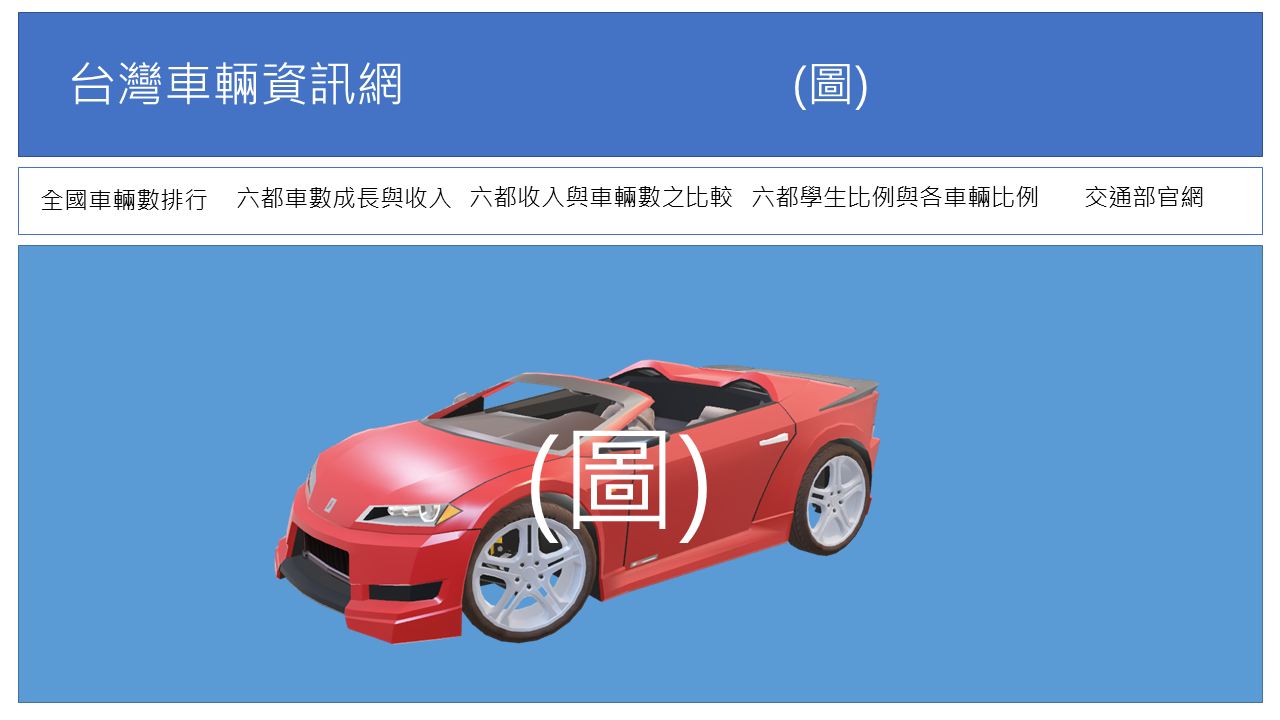 台灣車輛資訊網
(圖)
全國車輛數排行
六都車數成長與收入
六都收入與車輛數之比較
六都學生比例與各車輛比例
交通部官網
(圖)